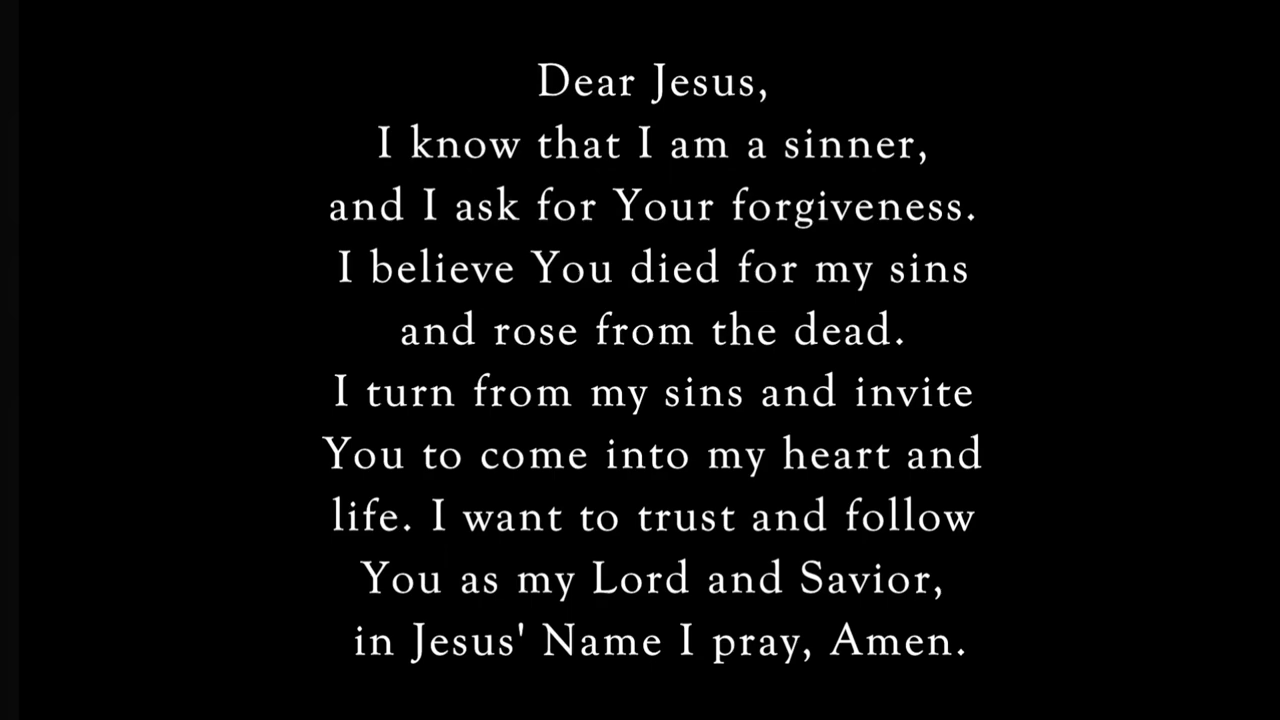 Dear Jesus,
I know that I am a sinner,
and I ask for Your forgiveness.
I believe You died for my sins
and rose from the dead.
I turn from my sins and invite
You to come into my heart and
life. I want to trust and follow
You as my Lord and Savior,
in Jesus' Name I pray, Amen.